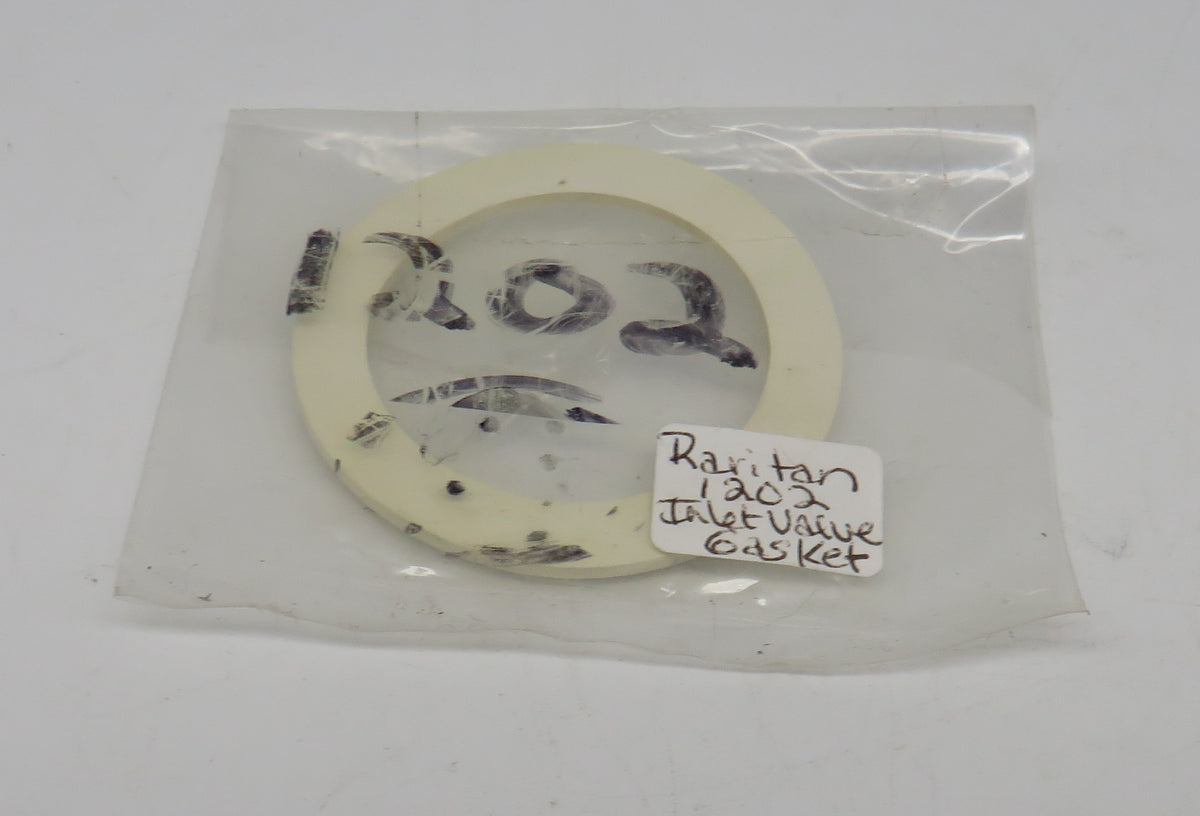 1202
Raritan
1202
Inlet Valve
Gasket